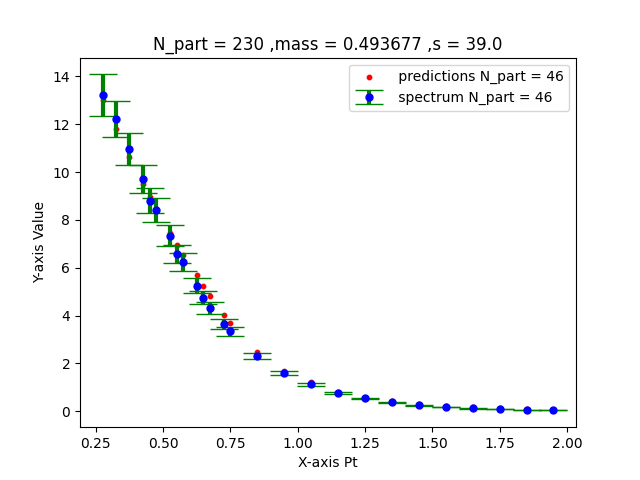 N_part = 230 ,mass = 0.493677 ,s = 39.0
predictions N_part = 46
spectrum N_part = 46
Y-axis Value
14
12
10
8
6
4
2
0
0.25 0.50 0.75 1.00 1.25 1.50 1.75 2.00
X-axis Pt